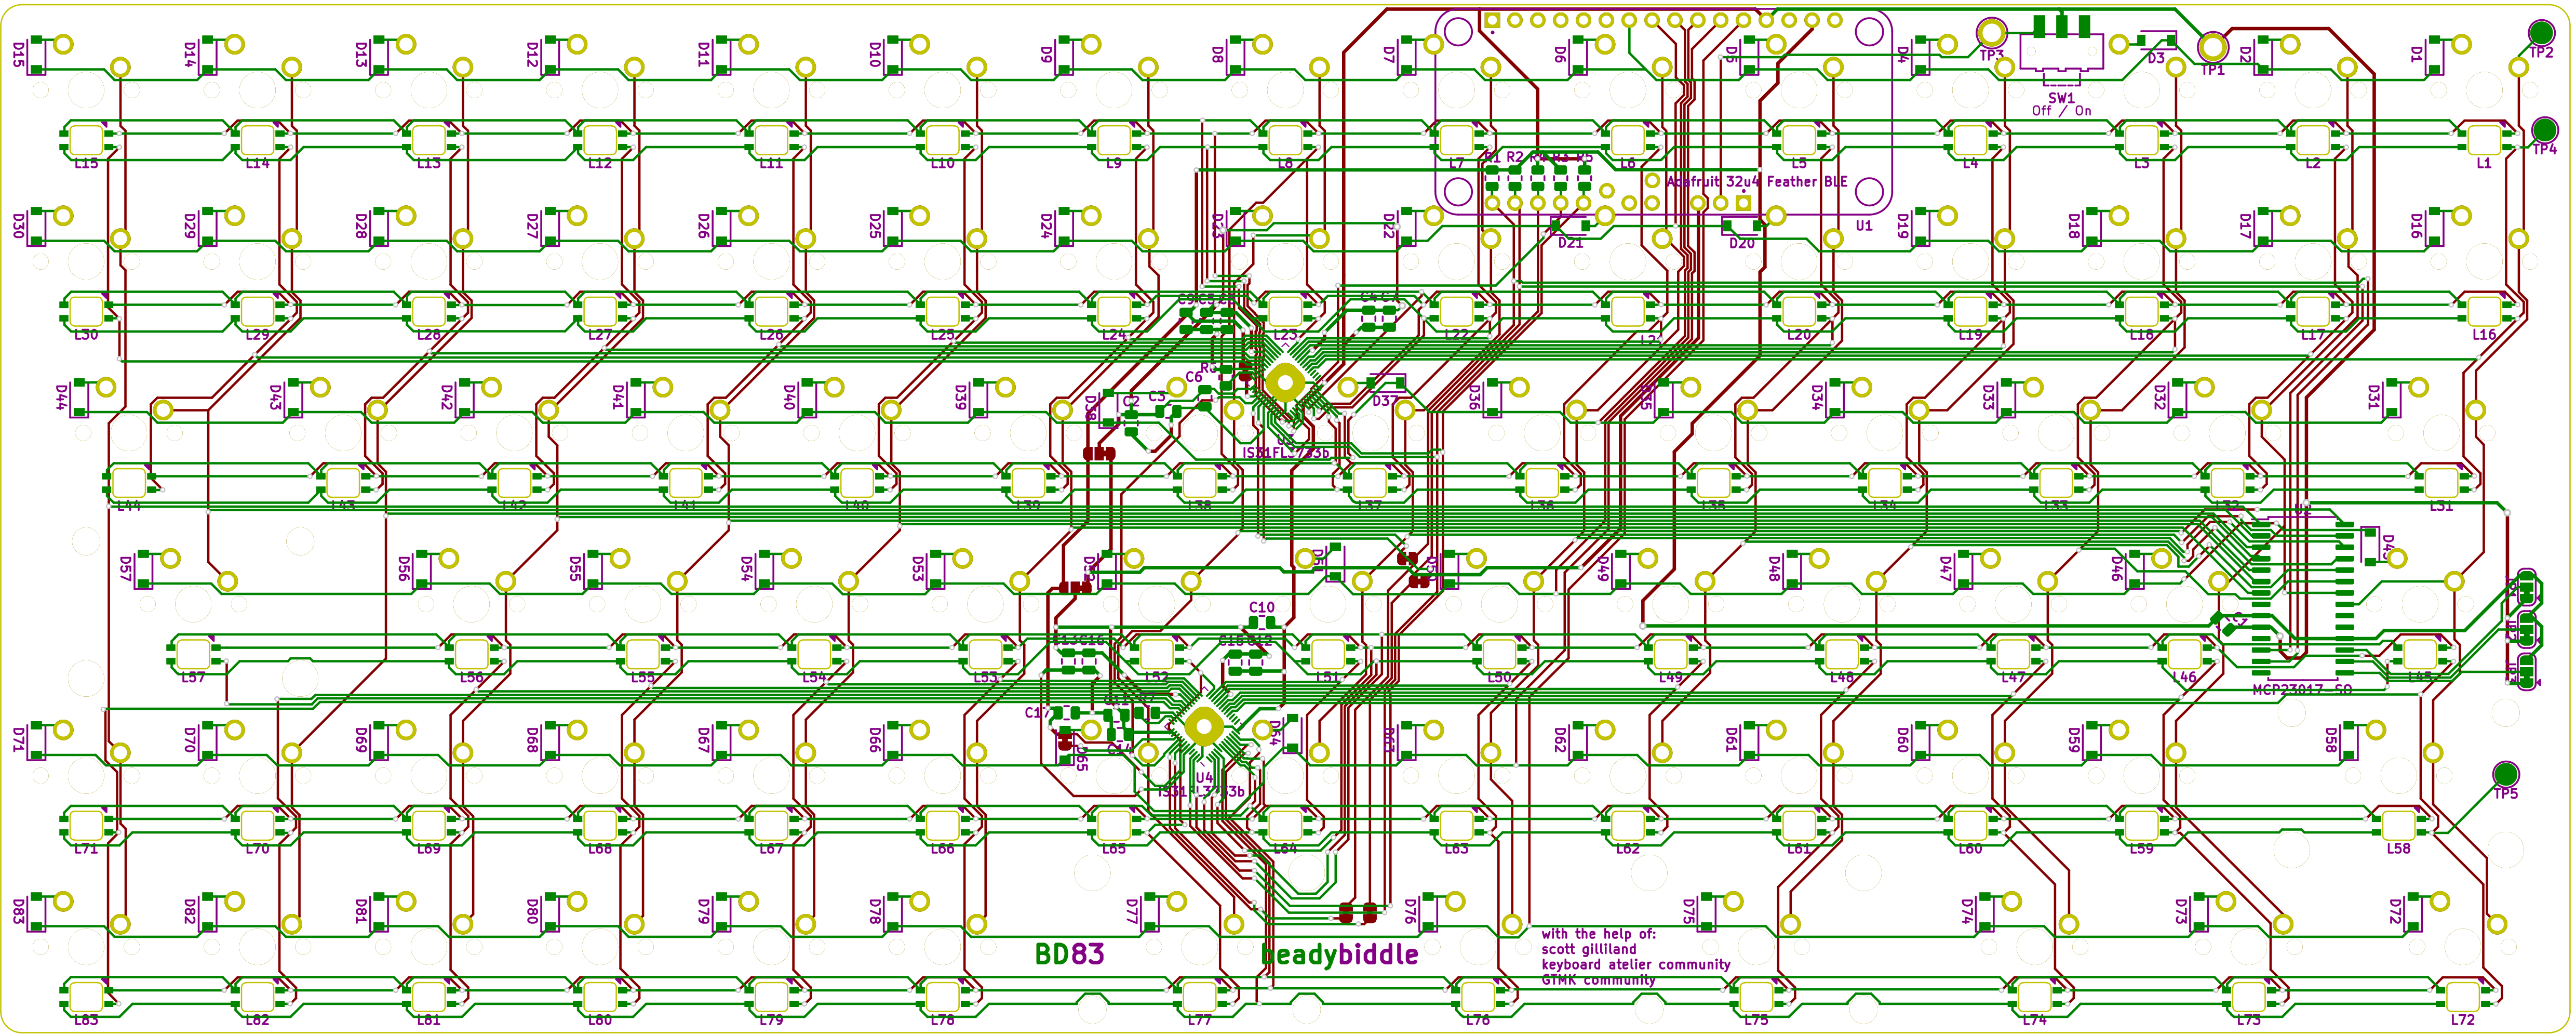 D15 D14 D13 D12 D11 D10 D9 D8 D7 D6 D5 D4 TP3 D3 TP1 D2 D1 TP2
SW1
Off / On
L15 L14 L13 L12 L11 L10 L9 L8 L7 L6 L5 L4 L3 L2 L1 TP4
R1 R2 R4 R3 R5
Adafruit 32u4 Feather BLE
U1
D30 D29 D28 D27 D26 D25 D24 D23 D22 D21 D20 D19 D18 D17 D16
L30 L29 L28 L27 L26 L25 L24 L23 L22 L20 L19 L18 L17 L16
D44 D43 D42 D41 D40 D39 D38 C2 C3 C6 D37 D36 D35 D34 D33 D32 D31
IS31FL3733b
L44 L43 L42 L41 L40 L39 L38 L37 L36 L35 L34 L33 L32 L31
U2
D57 D56 D55 D54 D53 D49 D48 D47 D46 D45
C10
L57 L56 L55 L54 L53 L52 L51 L50 L49 L48 L47 L46 L45
MCP23017-SO
D71 D70 D69 D68 D67 D66 C17 C14 D65 D64 D63 D62 D61 D60 D59 D58
U4
TP5
L71 L70 L69 L68 L67 L66 L65 L64 L63 L62 L61 L60 L59 L58
D83 D82 D81 D80 D79 D78 D77 D76 D75 D74 D73 D72
BD83 beadybiddle
with the help of:
scott gilliland
keyboard atelier community
GTMK community
L83 L82 L81 L80 L79 L78 L77 L76 L75 L74 L73 L72